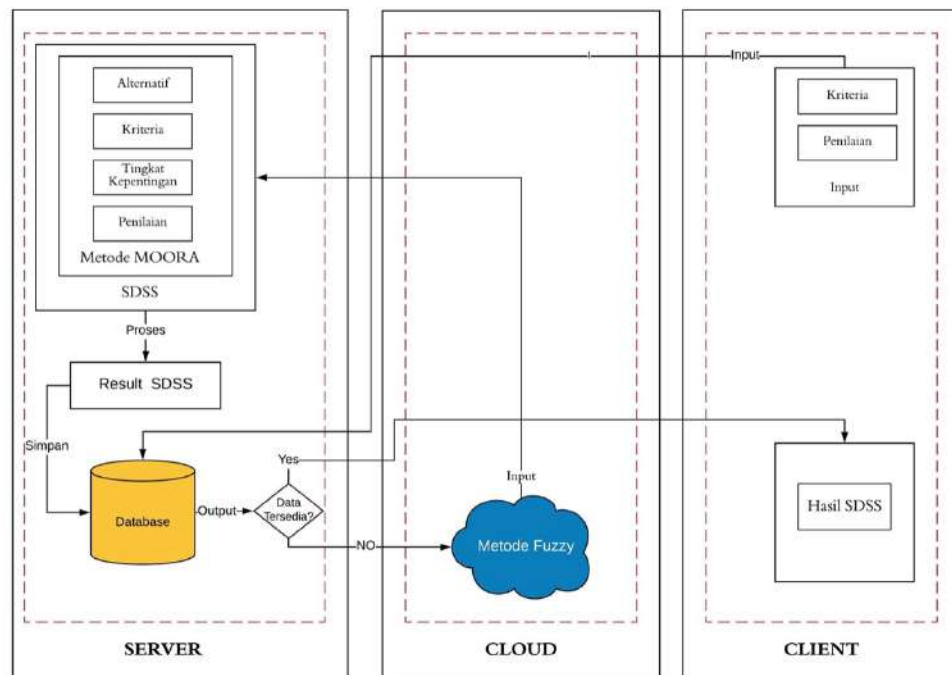 Alternatif
Kriteria
Tingkat
Kepentingan
Penilaian
Metode MOORA
SDSS
Proses
Result SDSS
Simpan
Database
Output
Data
Tersedia?
Yes
NO
SERVER
I
Input
Metode Fuzzy
CLOUD
Input
Kriteria
Penilaian
Input
Hasil SDSS
CLIENT